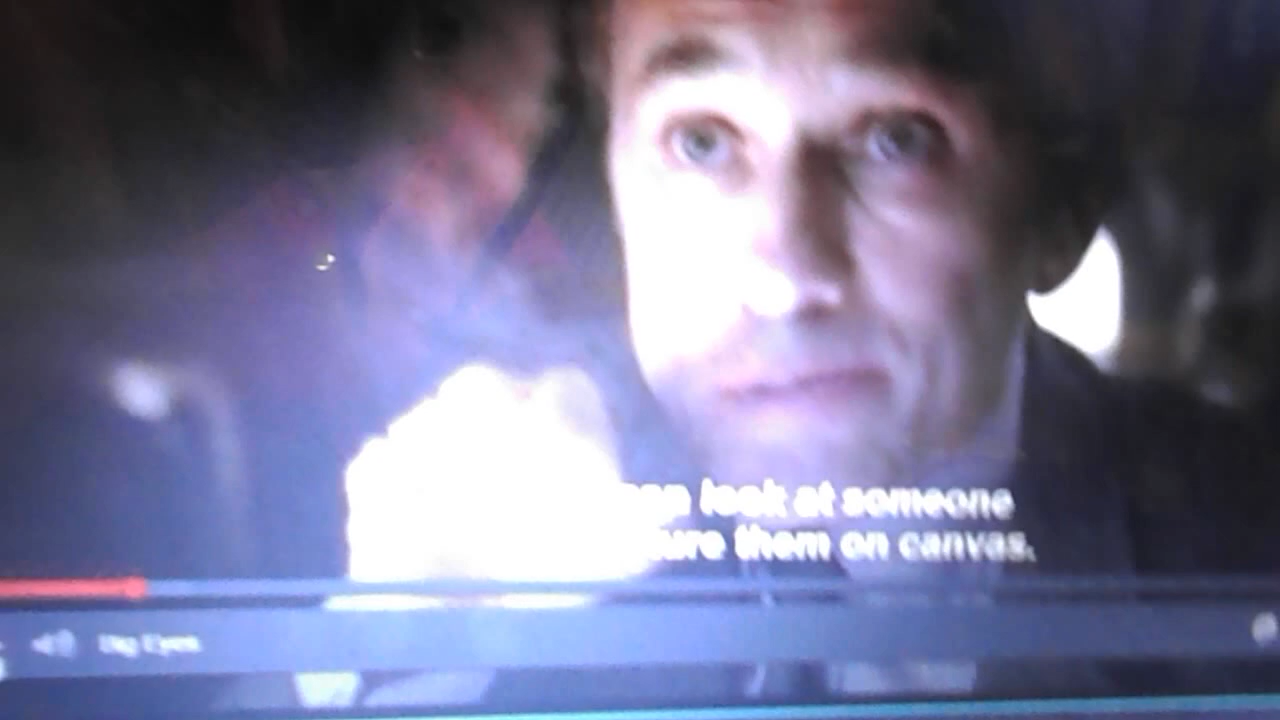 look at someone
them on canvas.
Big Eyes